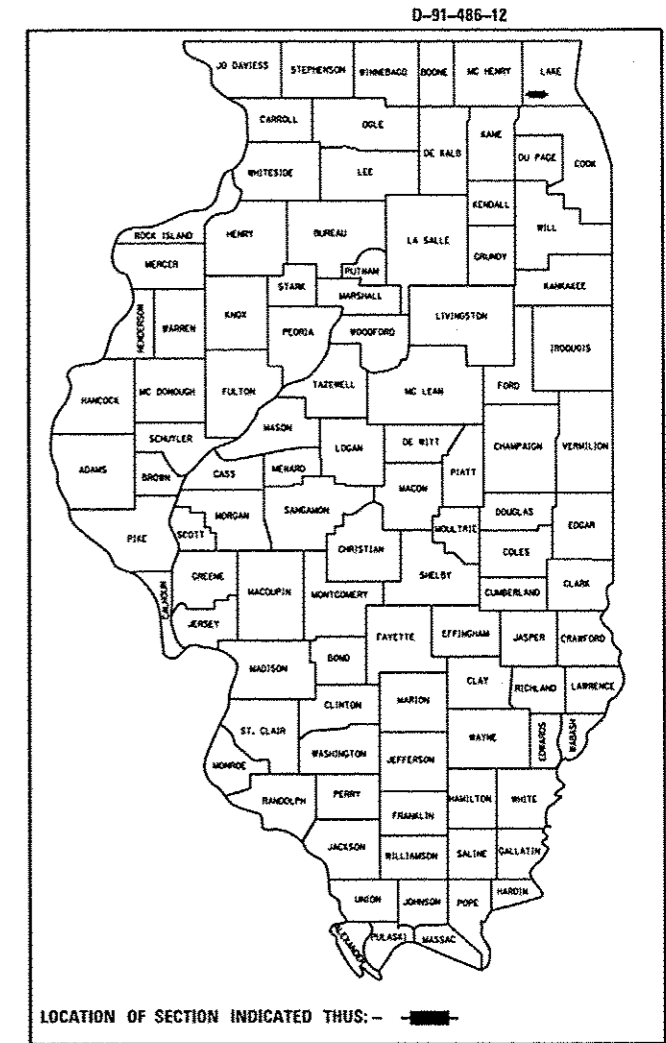 D-91-486-12
JO DAVIESS STEPHENSON WINNEBAGO BOONE MC HENRY LAKE
CARROLL OGLE KANE DU PAGE COOK
DE KALB
WHITESIDE LEE
KENDALL
ROCK ISLAND HENRY BUREAU LA SALLE WILL
MERCER PUTNAM GRUNDY
STARK MARSHALL KANKAKEE
HENDERSON WARREN KNOX PEORIA WOODFORD LIVINGSTON IROQUOIS
HANCOCK MC DONOUGH FULTON TAZEWELL MC LEAN FORD
MASON
SCHUYLER LOGAN DE WITT CHAMPAIGN VERMILION
ADAMS BROWN CASS MENARD PIATT
MACON
MORGAN SANGAMON DOUGLAS EDGAR
PIKE SCOTT CHRISTIAN MOULTRIE
COLES
CALHOUN GREENE MACOUPIN MONTGOMERY SHELBY CUMBERLAND CLARK
JERSEY
FAYETTE EFFINGHAM JASPER CRAWFORD
MADISON BOND
CLAY RICHLAND LAWRENCE
CLINTON MARION
ST. CLAIR WAYNE EDWARDS WABASH
MONROE WASHINGTON JEFFERSON
RANDOLPH PERRY HAMILTON WHITE
FRANKLIN
JACKSON WILLIAMSON SALINE GALLATIN
UNION JOHNSON POPE HARDIN
ALEXANDER PULASKI MASSAC
LOCATION OF SECTION INDICATED THUS: -